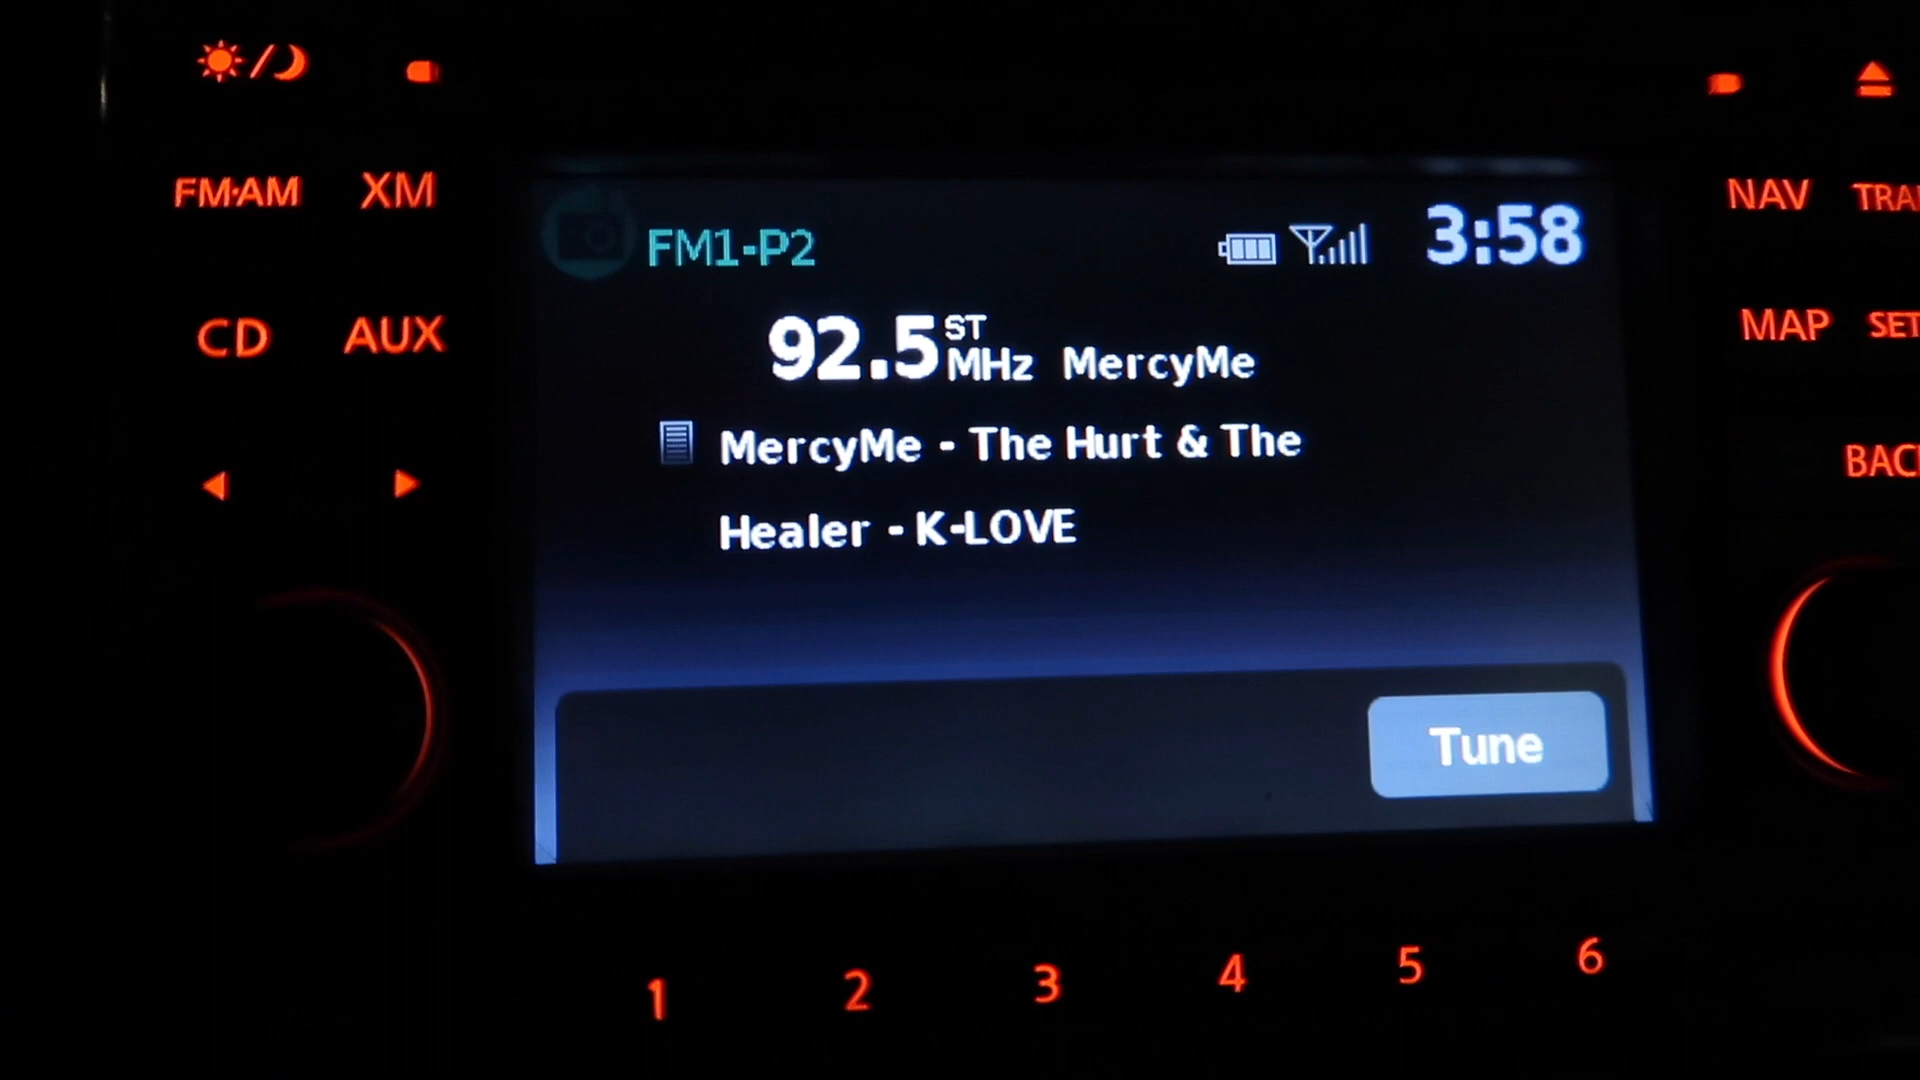 FM·AM XM
NAV TRA
FM1-P2 3:58
92.5 ST MHz MercyMe
CD AUX
MAP SET
MercyMe - The Hurt & The
Healer - K-LOVE
BAC
Tune
1 2 3 4 5 6